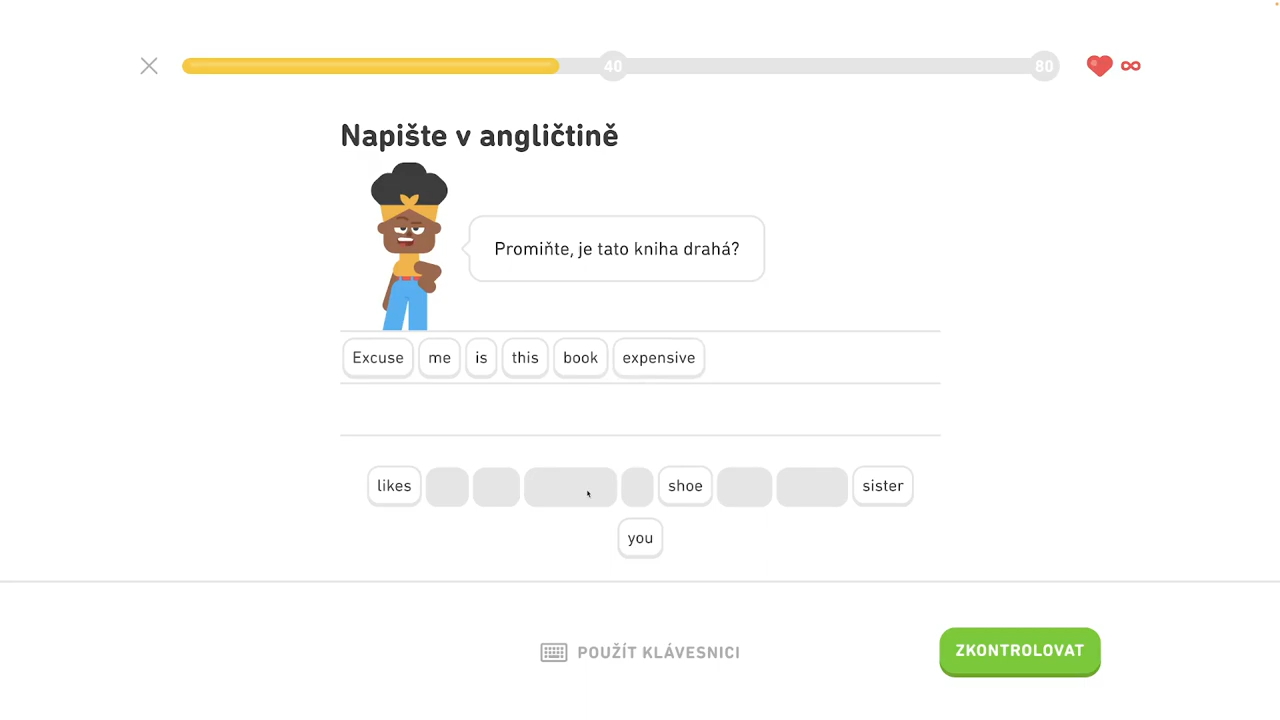 40 80 ∞
Napište v angličtině
Promiňte, je tato kniha drahá?
Excuse me is this book expensive
likes shoe sister
you
POUŽÍT KLÁVESNICI ZKONTROLOVAT